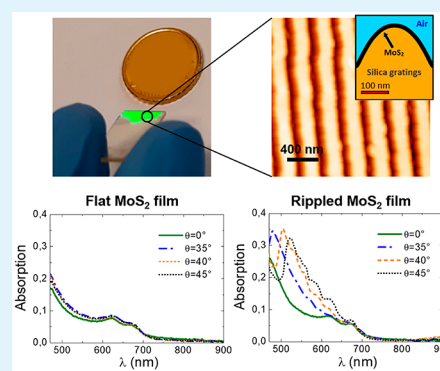 Air
MoS₂
Silica gratings
100 nm
400 nm
Flat MoS₂ film
Rippled MoS₂ film
0,4
0,3
0,2
0,1
0,0
Absorption
θ=0°
θ=35°
θ=40°
θ=45°
500 600 700 800 900
λ (nm)
0,4
0,3
0,2
0,1
0,0
Absorption
θ=0°
θ=35°
θ=40°
θ=45°
500 600 700 800
λ (nm)